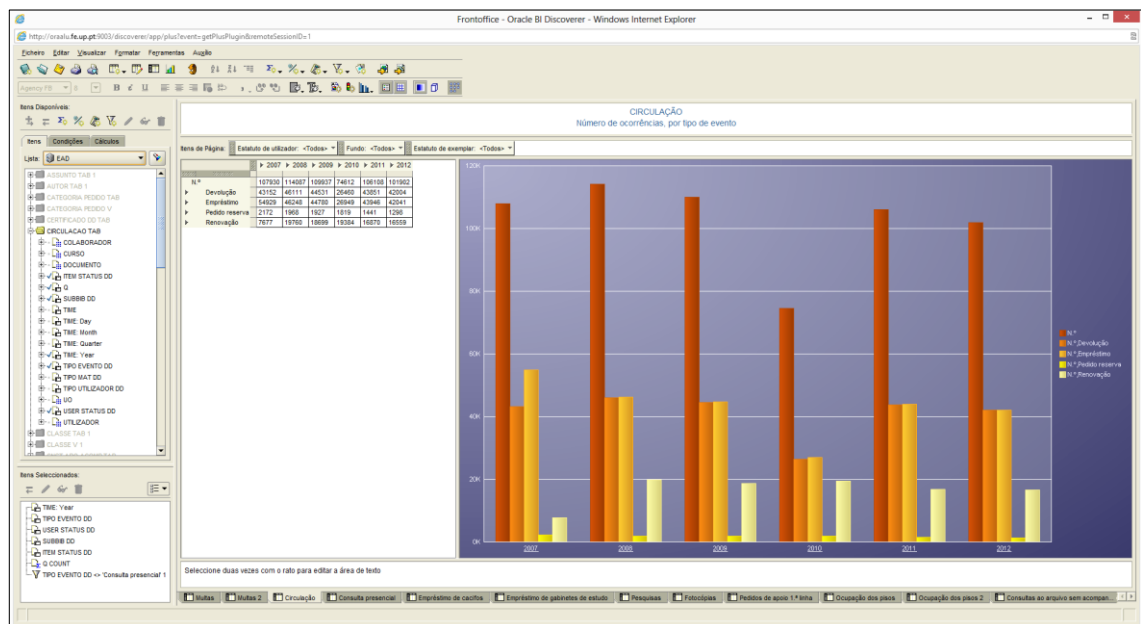 Frontoffice - Oracle BI Discoverer - Windows Internet Explorer
http://oraalu.fe.up.pt:9003/discoverer/app/plus?event=getPlusPlugin&remoteSessionID=1
Ficheiro Editar Visualizar Formatar Ferramentas Auxílio
Agency FB 8
Itens Disponíveis:
Itens Condições Cálculos
Lista: EAD
ASSUNTO TAB 1
AUTOR TAB 1
CATEGORIA PEDIDO TAB
CATEGORIA PEDIDO V
CERTIFICADO DD TAB
CIRCULACAO TAB
COLABORADOR
CURSO
DOCUMENTO
ITEM STATUS DD
Q
SUBBIB DD
TIME
TIME: Day
TIME: Month
TIME: Quarter
TIME: Year
TIPO EVENTO DD
TIPO MAT DD
TIPO UTILIZADOR DD
UO
USER STATUS DD
UTILIZADOR
CLASSE TAB 1
CLASSE V 1
Itens Seleccionados:
TIME: Year
TIPO EVENTO DD
USER STATUS DD
SUBBIB DD
ITEM STATUS DD
Q COUNT
TIPO EVENTO DD <> 'Consulta presencial' 1
CIRCULAÇÃO
Número de ocorrências, por tipo de evento
Itens de Página: Estatuto de utilizador: <Todos> Fundo: <Todos> Estatuto de exemplar: <Todos>
2007 2008 2009 2010 2011 2012
N.º 107930 114087 109937 74612 106108 101902
Devolução 43152 46111 44531 26460 43851 42004
Empréstimo 54929 46248 44780 26949 43946 42041
Pedido reserva 2172 1968 1927 1819 1441 1298
Renovação 7677 19760 18699 19384 16870 16559
120K
100K
80K
60K
40K
20K
0K
2007 2008 2009 2010 2011 2012
N.º
N.º,Devolução
N.º,Empréstimo
N.º,Pedido reserva
N.º,Renovação
Seleccione duas vezes com o rato para editar a área de texto
Multas Multas 2 Circulação Consulta presencial Empréstimo de cacifos Empréstimo de gabinetes de estudo Pesquisas Fotocópias Pedidos de apoio 1.ª linha Ocupação dos pisos Ocupação dos pisos 2 Consultas ao arquivo sem acompan...